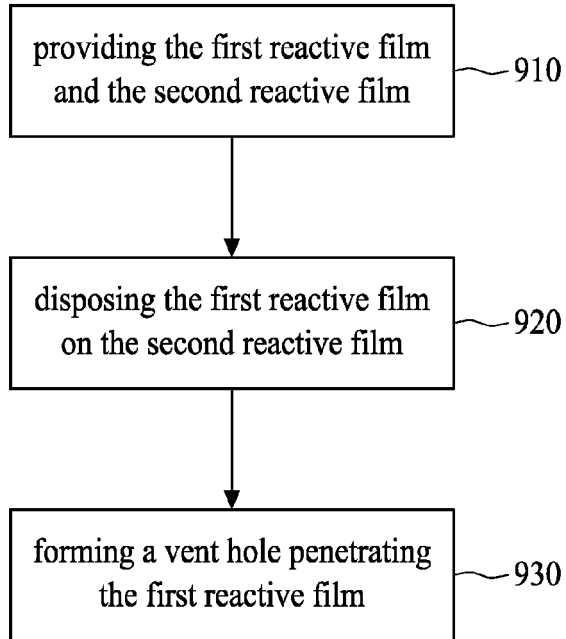 providing the first reactive film
and the second reactive film
910
disposing the first reactive film
on the second reactive film
920
forming a vent hole penetrating
the first reactive film
930